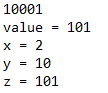 10001
value = 101
x = 2
y = 10
z = 101